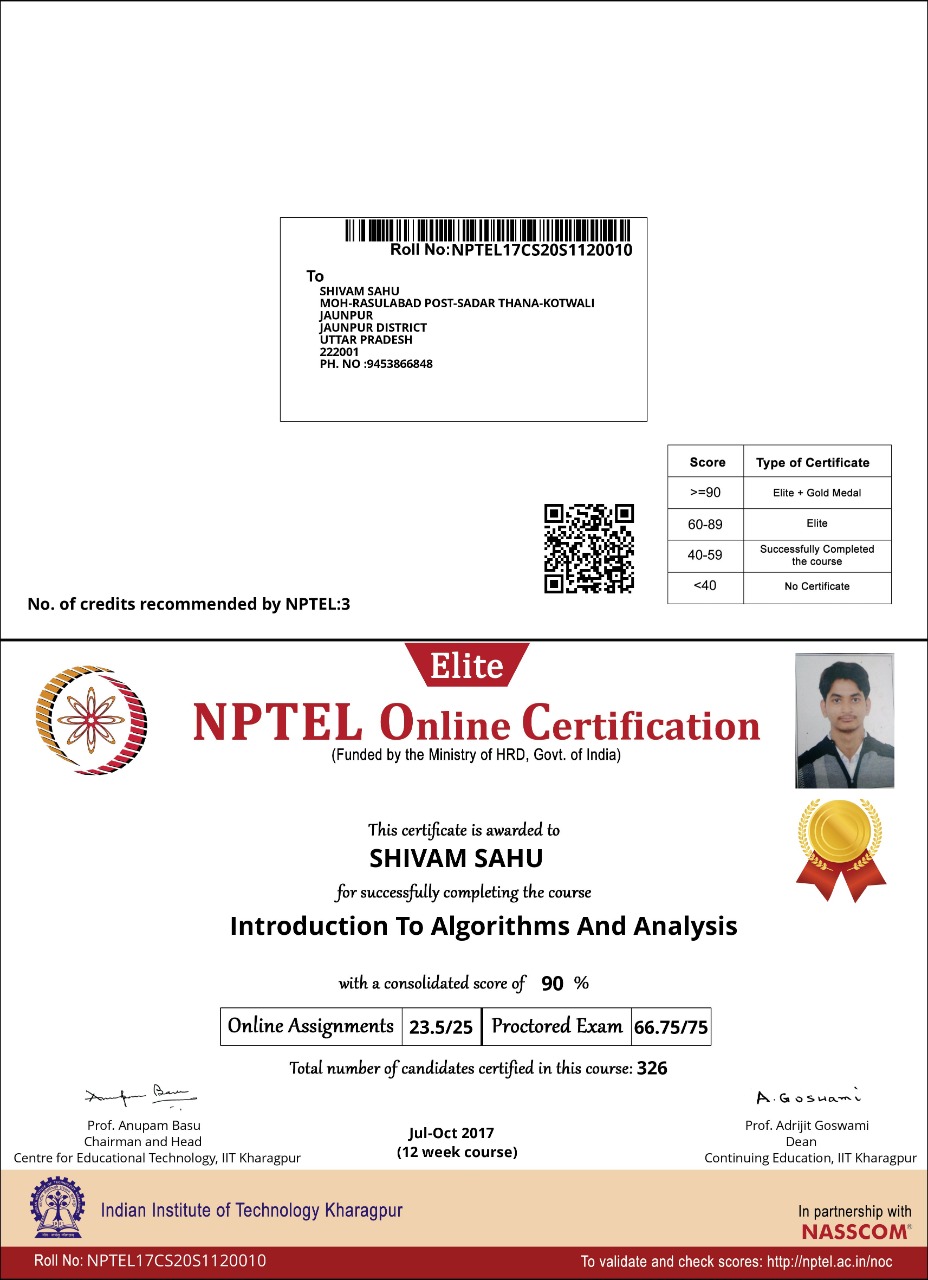 Roll No:NPTEL17CS20S1120010
To
SHIVAM SAHU
MOH-RASULABAD POST-SADAR THANA-KOTWALI
JAUNPUR
JAUNPUR DISTRICT
UTTAR PRADESH
222001
PH. NO :9453866848
Score Type of Certificate
>=90 Elite + Gold Medal
60-89 Elite
40-59 Successfully Completed the course
<40 No Certificate
No. of credits recommended by NPTEL:3
Elite
NPTEL Online Certification
(Funded by the Ministry of HRD, Govt. of India)
This certificate is awarded to
SHIVAM SAHU
for successfully completing the course
Introduction To Algorithms And Analysis
with a consolidated score of 90 %
Online Assignments 23.5/25 Proctored Exam 66.75/75
Total number of candidates certified in this course: 326
Anupam Basu
A. Goswami
Prof. Anupam Basu
Chairman and Head
Centre for Educational Technology, IIT Kharagpur
Jul-Oct 2017
(12 week course)
Prof. Adrijit Goswami
Dean
Continuing Education, IIT Kharagpur
Indian Institute of Technology Kharagpur
In partnership with
NASSCOM®
Roll No: NPTEL17CS20S1120010
To validate and check scores: http://nptel.ac.in/noc